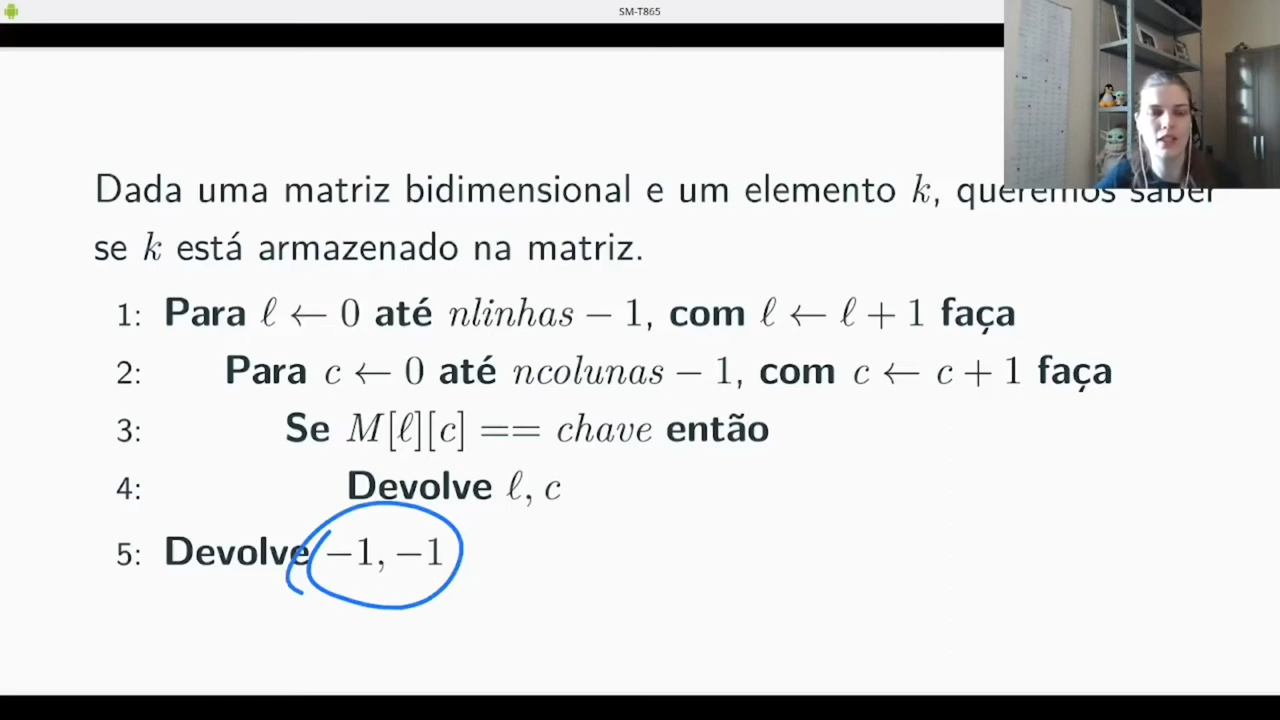 SM-T865
Dada uma matriz bidimensional e um elemento k, queremos saber
se k está armazenado na matriz.
1: Para ℓ ← 0 até nlinhas − 1, com ℓ ← ℓ + 1 faça
2: Para c ← 0 até ncolunas − 1, com c ← c + 1 faça
3: Se M[ℓ][c] == chave então
4: Devolve ℓ, c
5: Devolve −1, −1